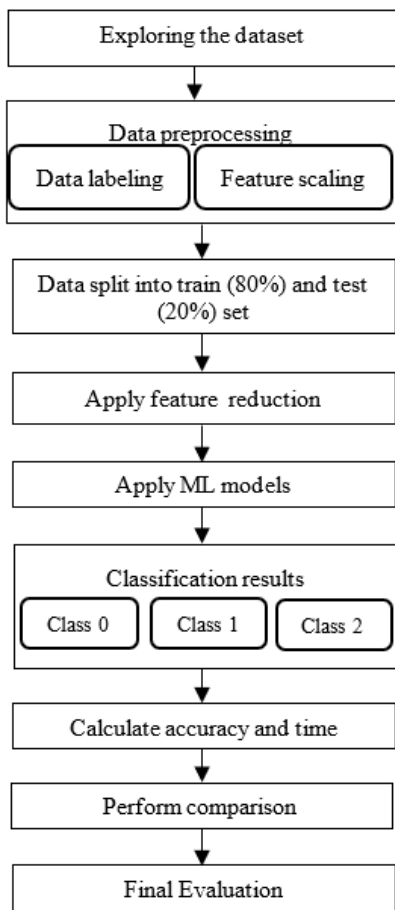 Exploring the dataset
Data preprocessing
Data labeling
Feature scaling
Data split into train (80%) and test
(20%) set
Apply feature reduction
Apply ML models
Classification results
Class 0
Class 1
Class 2
Calculate accuracy and time
Perform comparison
Final Evaluation